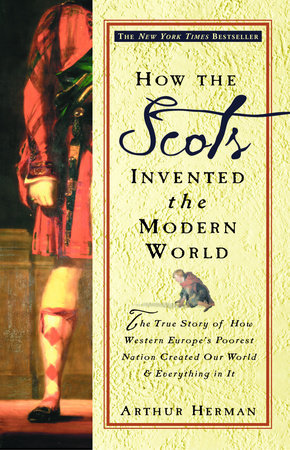 THE NEW YORK TIMES BESTSELLER
HOW THE
Scots
INVENTED
the
MODERN
WORLD
The True Story of How
Western Europe's Poorest
Nation Created Our World
& Everything in It
ARTHUR HERMAN